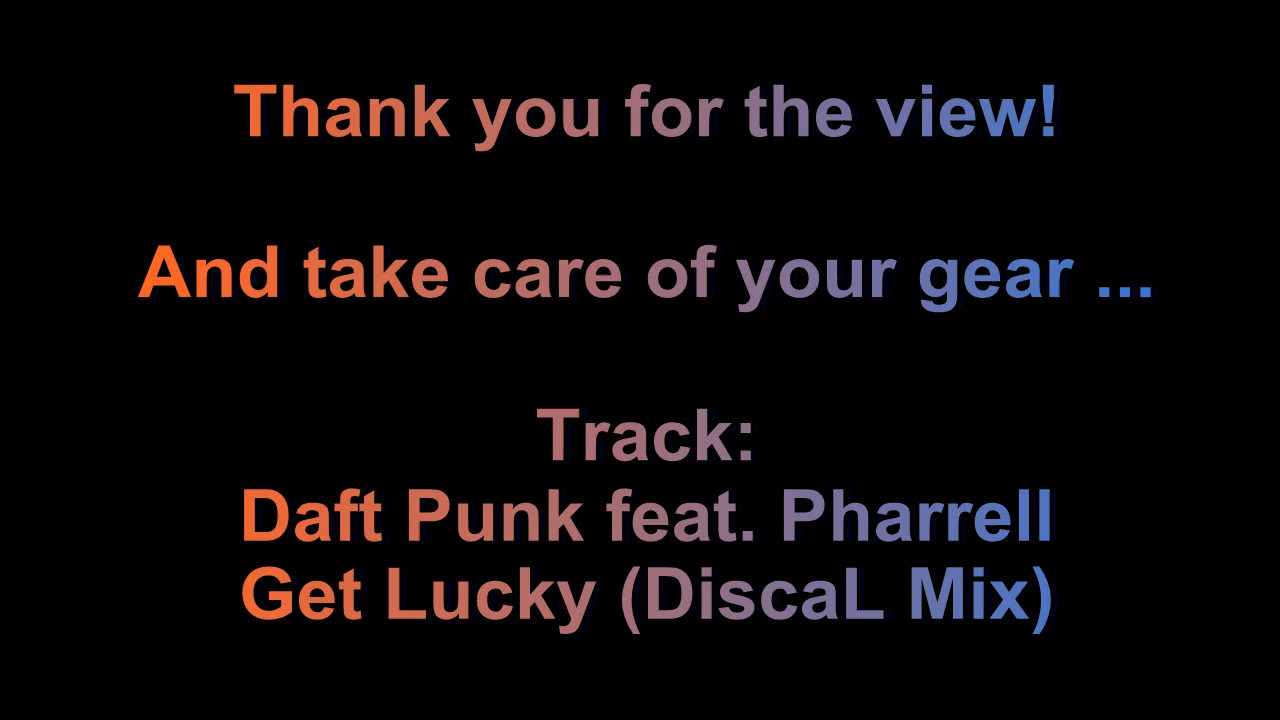 Thank you for the view!
And take care of your gear ...
Track:
Daft Punk feat. Pharrell
Get Lucky (DiscaL Mix)